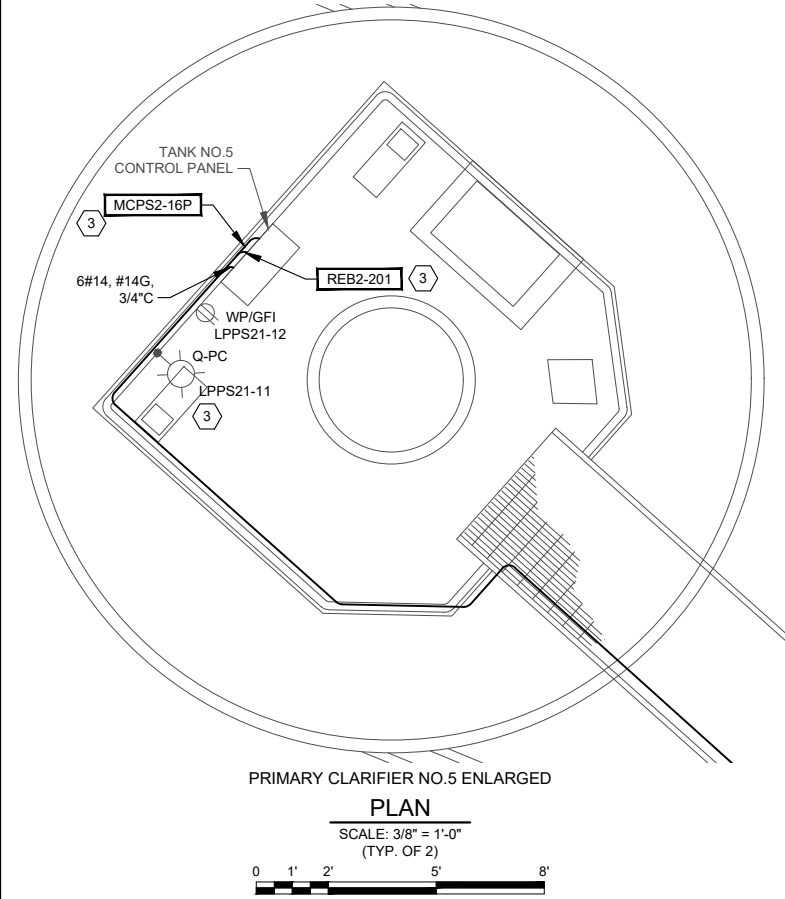 TANK NO.5
CONTROL PANEL
MCPS2-16P
3
6#14, #14G,
3/4"C
REB2-201
3
WP/GFI
LPPS21-12
Q-PC
LPPS21-11
3
PRIMARY CLARIFIER NO.5 ENLARGED
PLAN
SCALE: 3/8" = 1'-0"
(TYP. OF 2)
0 1' 2' 5' 8'